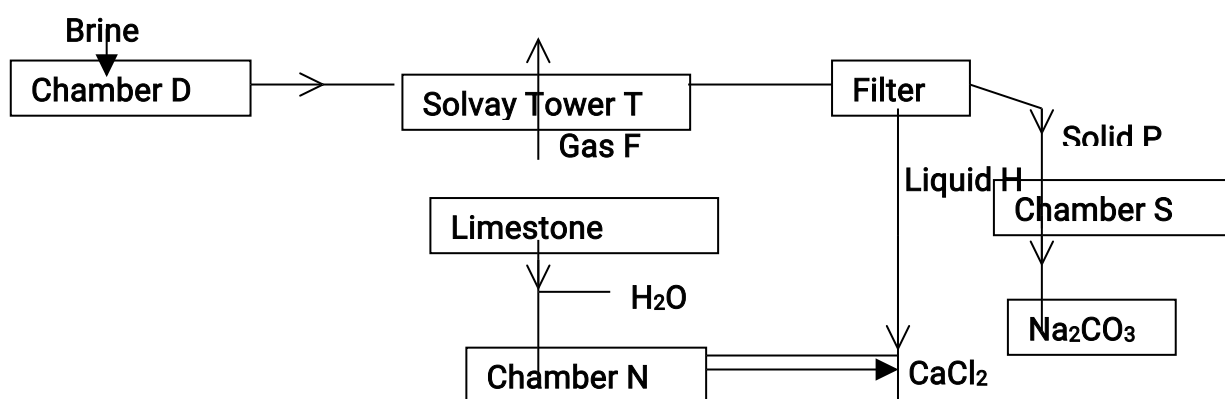 Brine
Chamber D
Solvay Tower T
Filter
Gas F
Solid P
Liquid H
Chamber S
Limestone
H₂O
Na₂CO₃
Chamber N
CaCl₂